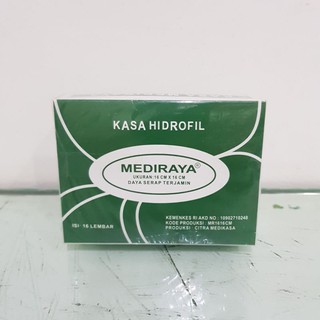 KASA HIDROFIL
MEDIRAYA®
UKURAN : 16 CM X 16 CM
DAYA SERAP TERJAMIN
ISI : 16 LEMBAR
KEMENKES RI AKD NO : 10902710248
KODE PRODUKSI : MR1616CM
PRODUKSI : CITRA MEDIKASA